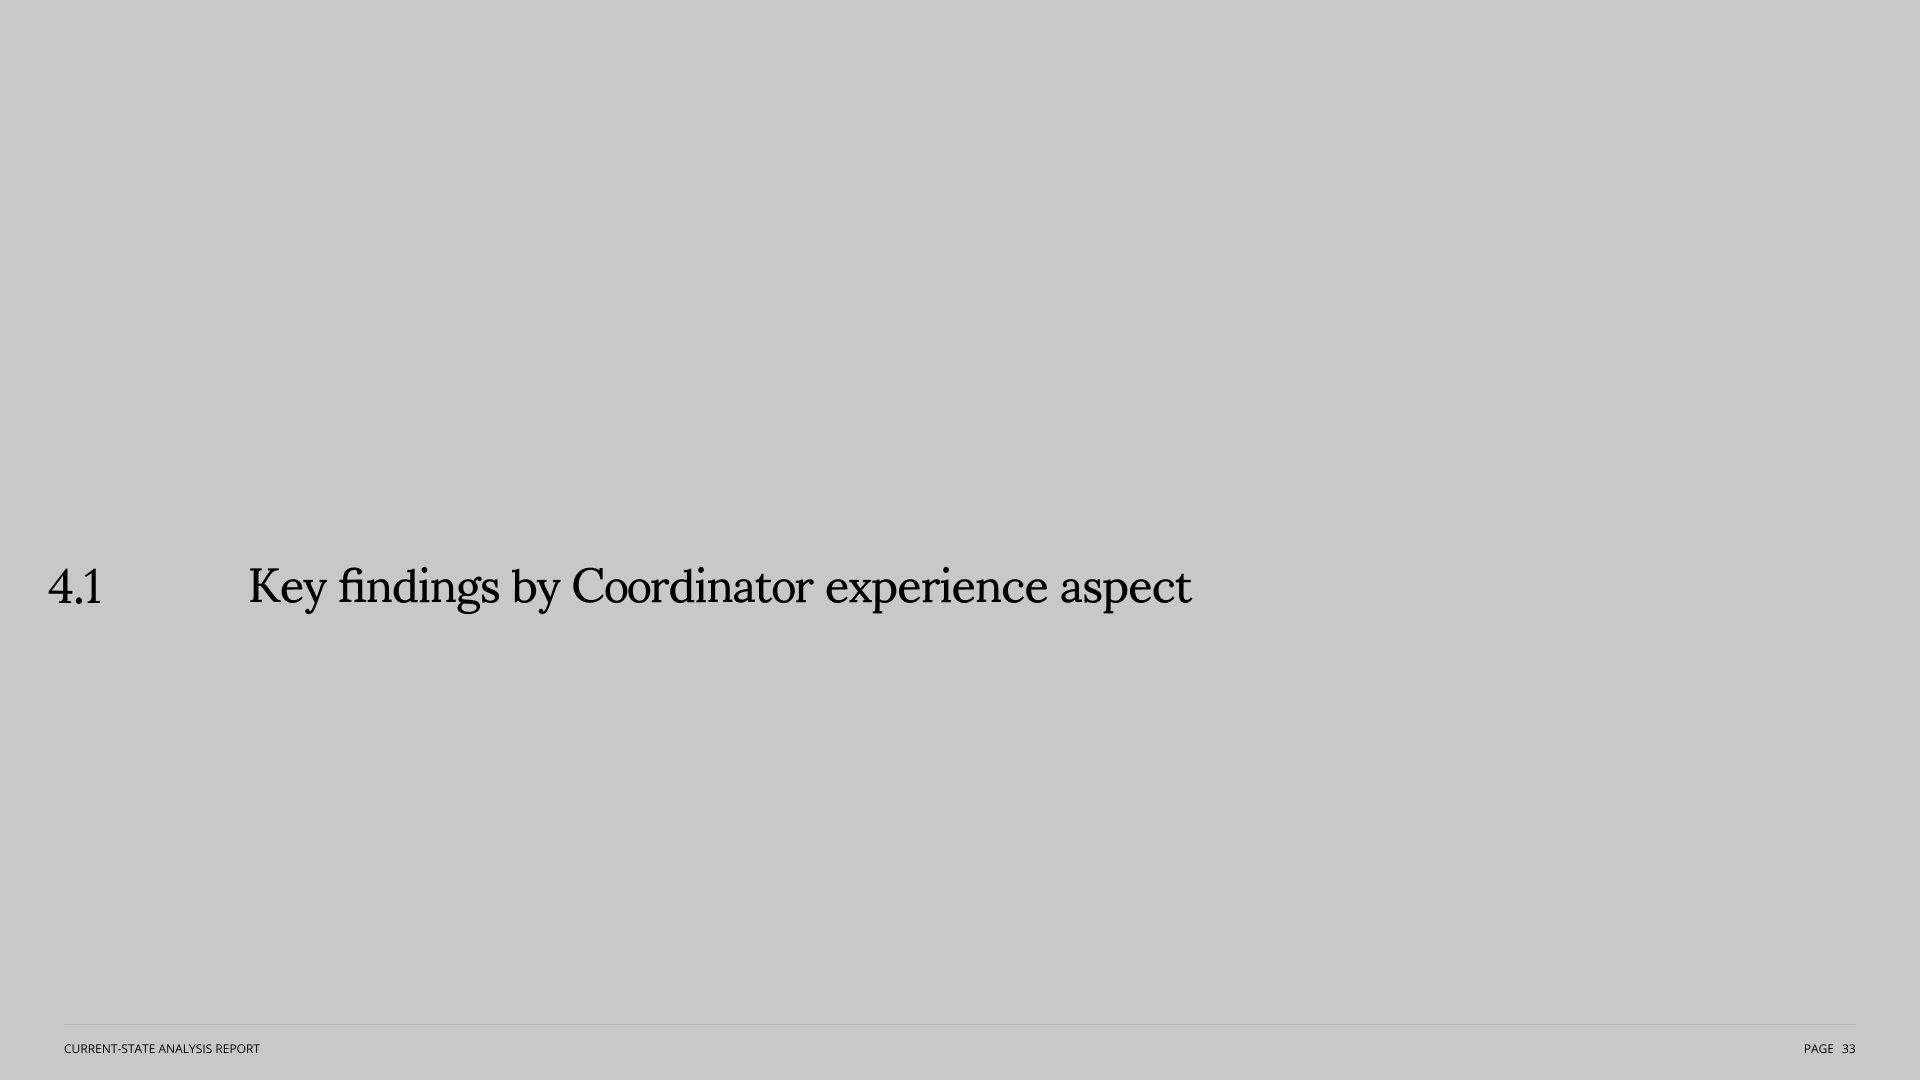 4.1 Key findings by Coordinator experience aspect
CURRENT-STATE ANALYSIS REPORT PAGE 33